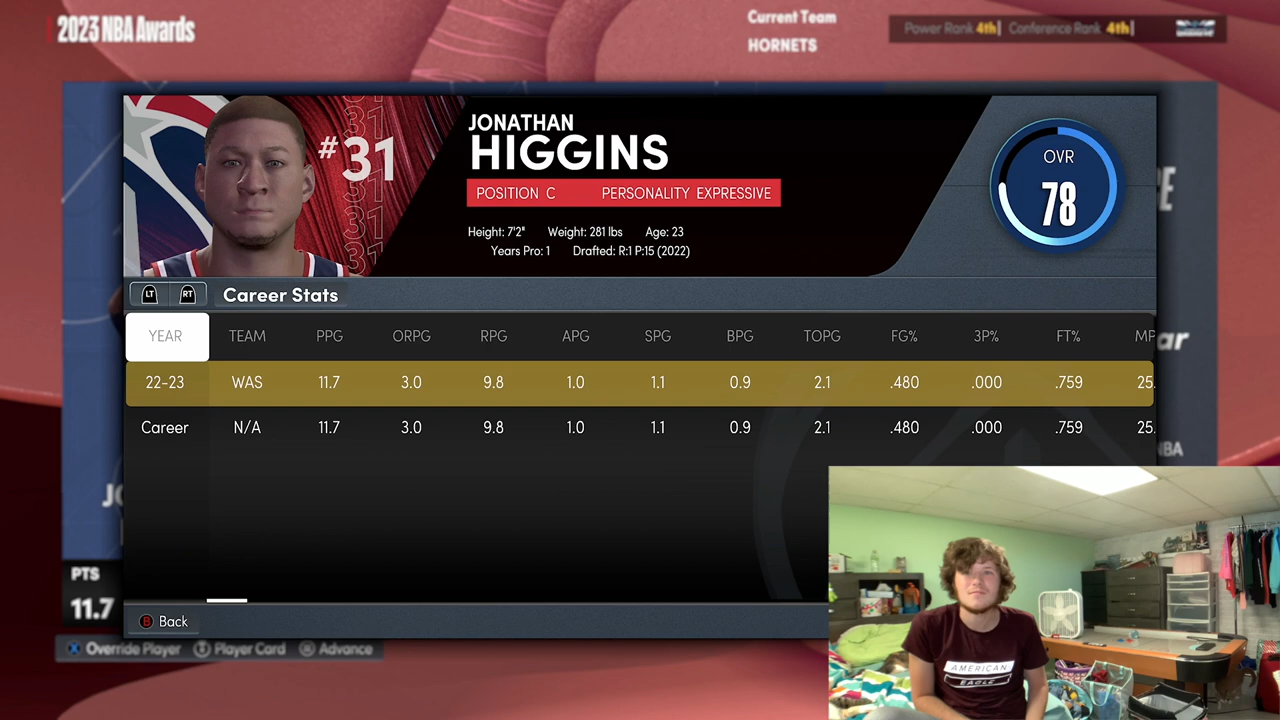 2023 NBA Awards
Current Team
HORNETS
Power Rank 4th| Conference Rank 4th|
#31
JONATHAN
HIGGINS
POSITION C PERSONALITY EXPRESSIVE
Height: 7'2" Weight: 281 lbs Age: 23
Years Pro: 1 Drafted: R:1 P:15 (2022)
OVR
78
LT RT Career Stats
YEAR TEAM PPG ORPG RPG APG SPG BPG TOPG FG% 3P% FT% MP
22-23 WAS 11.7 3.0 9.8 1.0 1.1 0.9 2.1 .480 .000 .759 25.
Career N/A 11.7 3.0 9.8 1.0 1.1 0.9 2.1 .480 .000 .759 25.
PTS
11.7
B Back
X Override Player Player Card Advance
AMERICAN
EAGLE